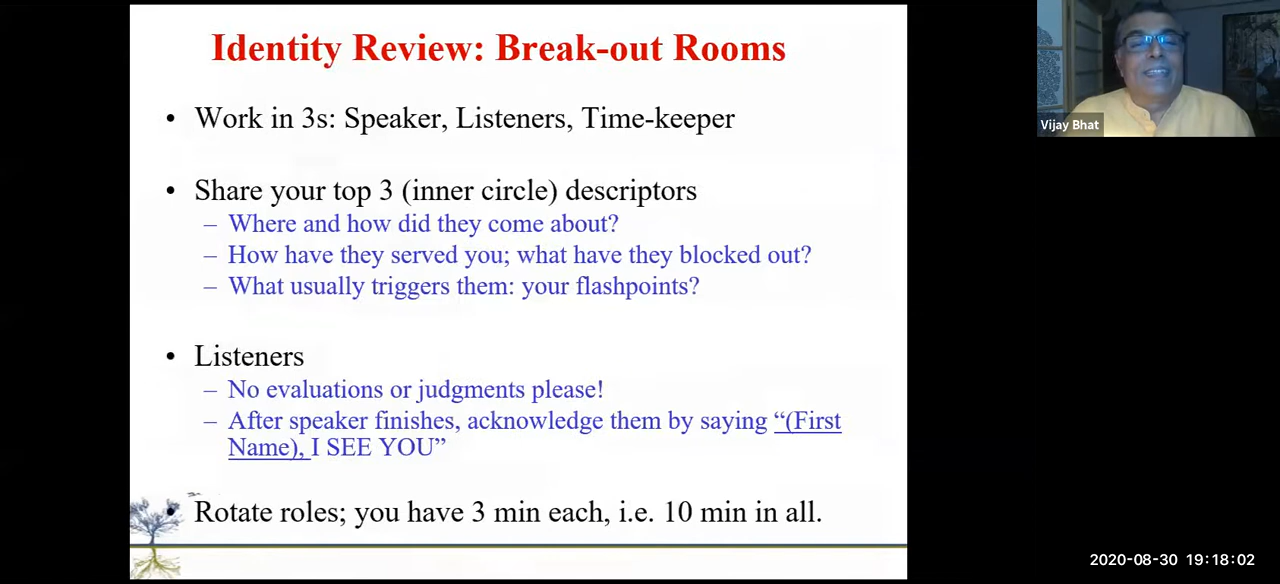 Identity Review: Break-out Rooms
• Work in 3s: Speaker, Listeners, Time-keeper
• Share your top 3 (inner circle) descriptors
– Where and how did they come about?
– How have they served you; what have they blocked out?
– What usually triggers them: your flashpoints?
• Listeners
– No evaluations or judgments please!
– After speaker finishes, acknowledge them by saying “(First
Name), I SEE YOU”
• Rotate roles; you have 3 min each, i.e. 10 min in all.
Vijay Bhat
2020-08-30 19:18:02